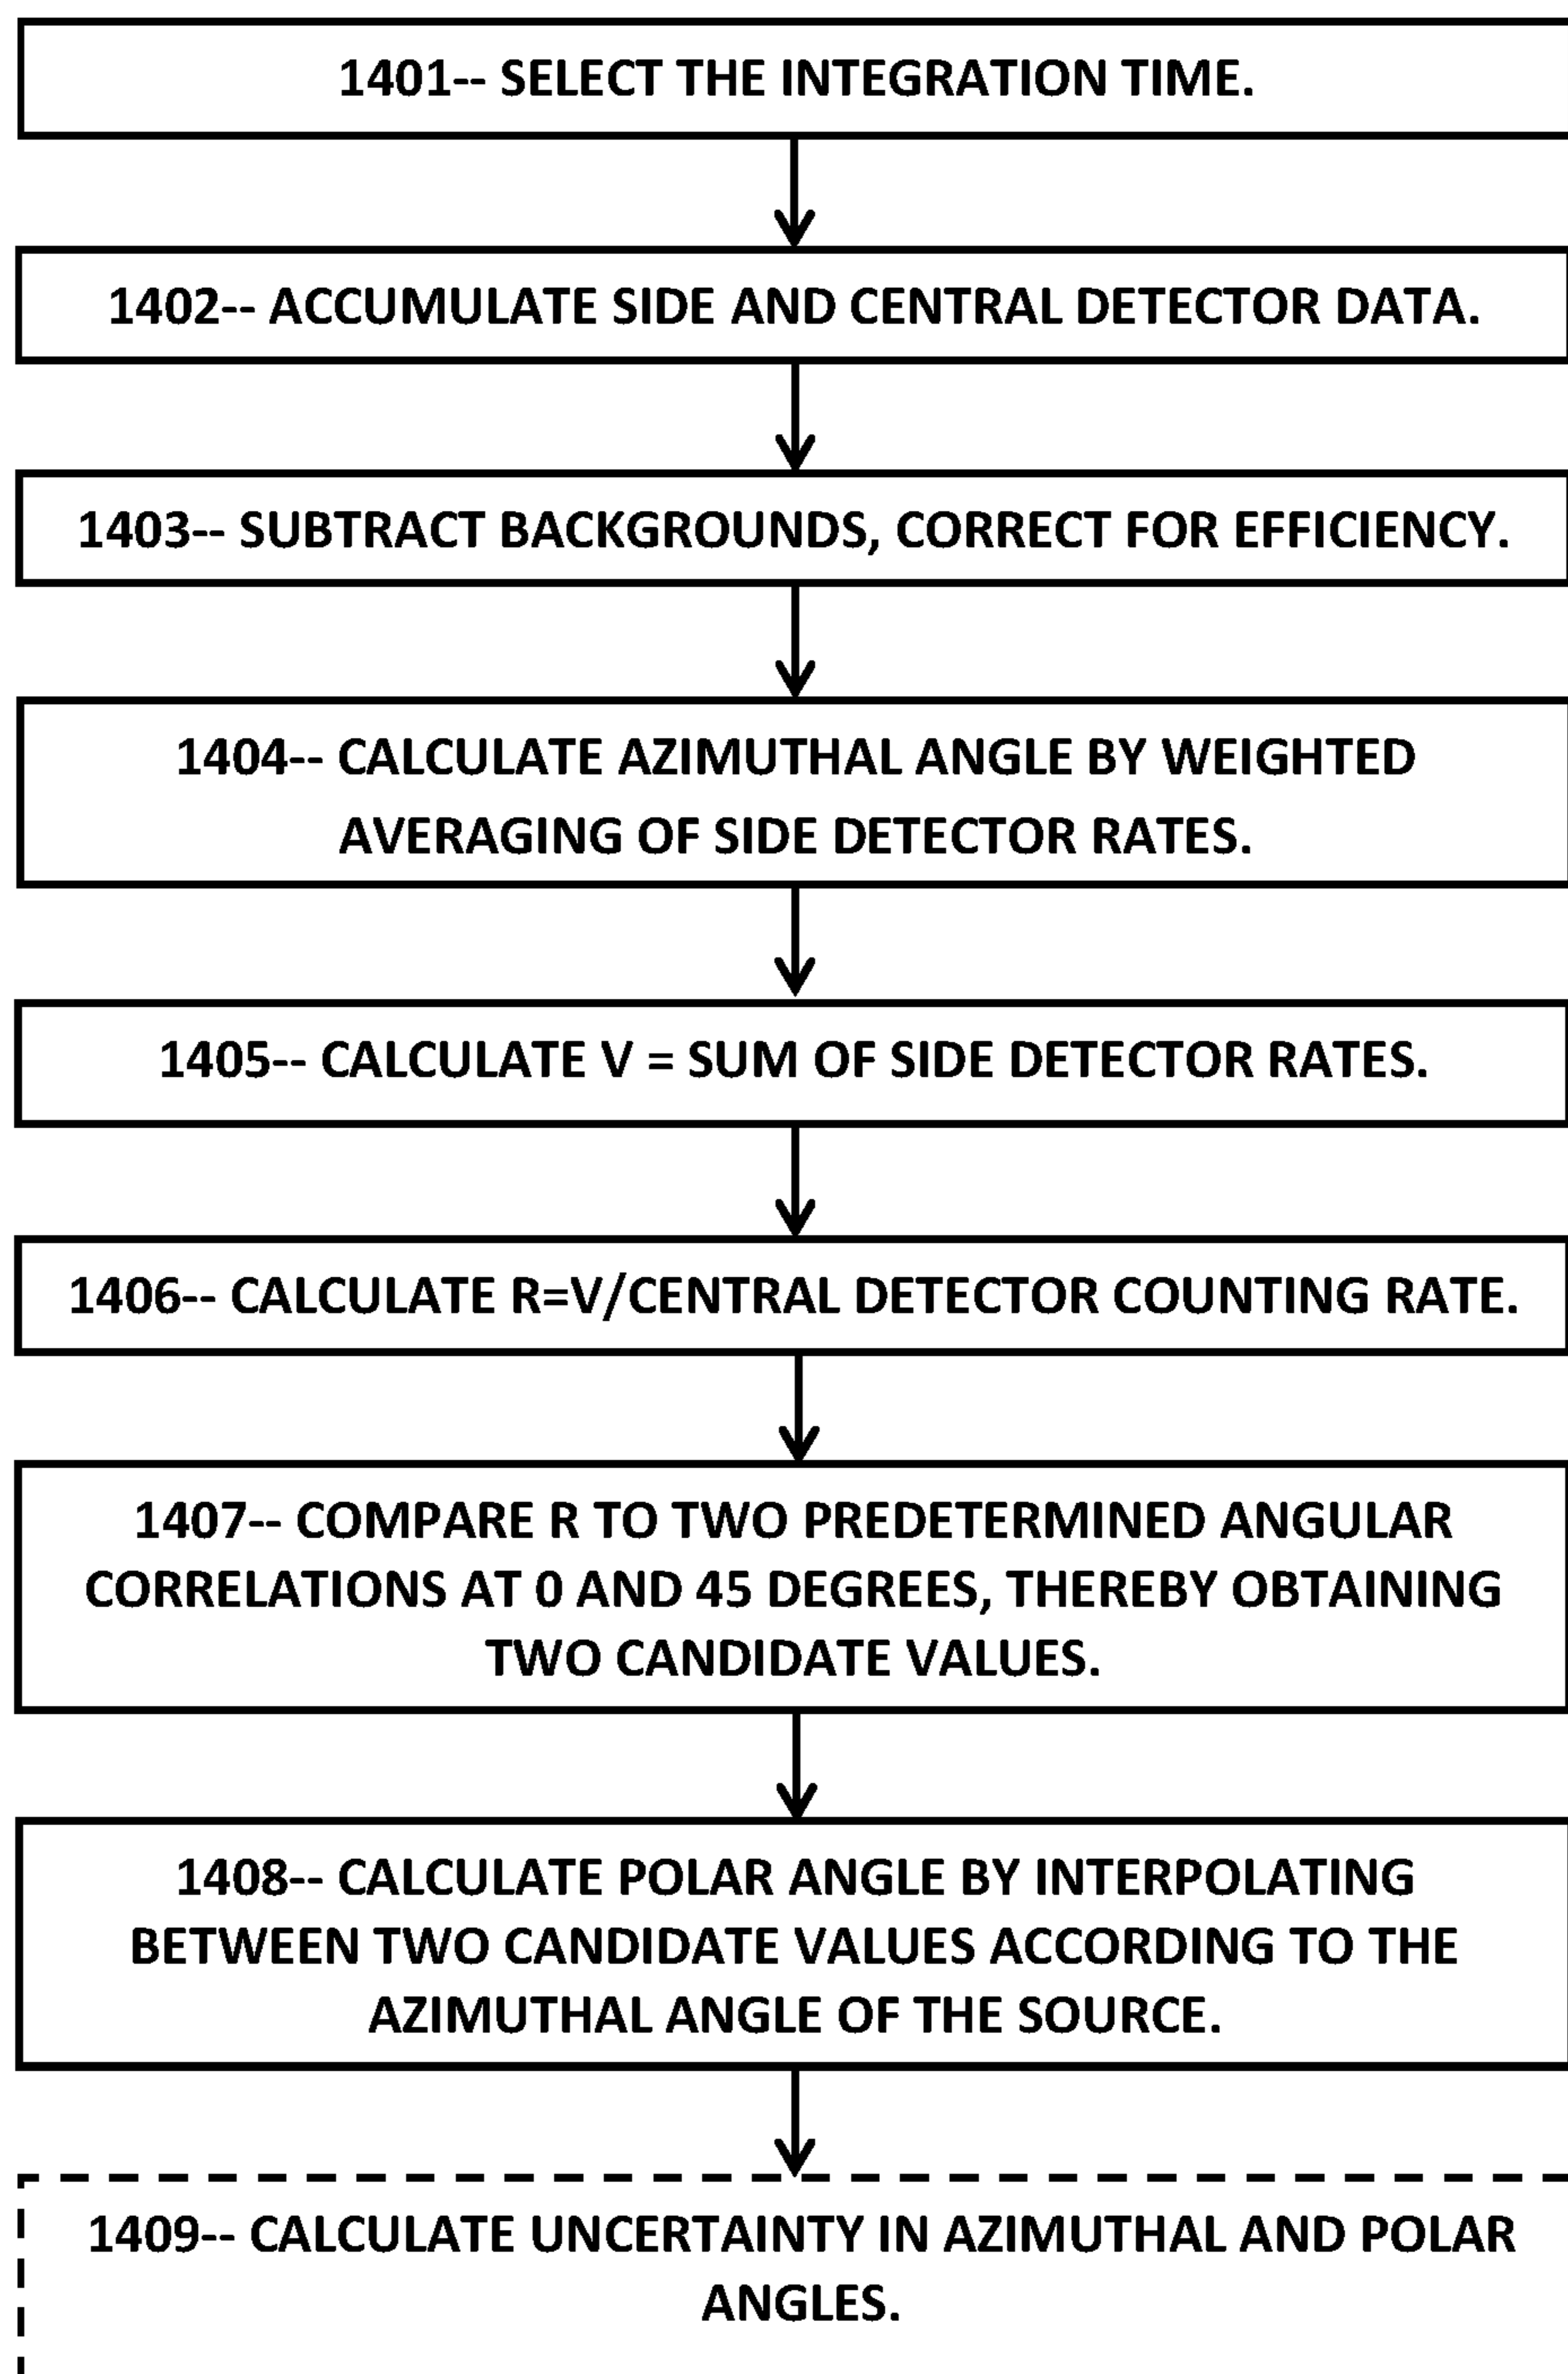 1401-- SELECT THE INTEGRATION TIME.
1402-- ACCUMULATE SIDE AND CENTRAL DETECTOR DATA.
1403-- SUBTRACT BACKGROUNDS, CORRECT FOR EFFICIENCY.
1404-- CALCULATE AZIMUTHAL ANGLE BY WEIGHTED
AVERAGING OF SIDE DETECTOR RATES.
1405-- CALCULATE V = SUM OF SIDE DETECTOR RATES.
1406-- CALCULATE R=V/CENTRAL DETECTOR COUNTING RATE.
1407-- COMPARE R TO TWO PREDETERMINED ANGULAR
CORRELATIONS AT 0 AND 45 DEGREES, THEREBY OBTAINING
TWO CANDIDATE VALUES.
1408-- CALCULATE POLAR ANGLE BY INTERPOLATING
BETWEEN TWO CANDIDATE VALUES ACCORDING TO THE
AZIMUTHAL ANGLE OF THE SOURCE.
1409-- CALCULATE UNCERTAINTY IN AZIMUTHAL AND POLAR
ANGLES.